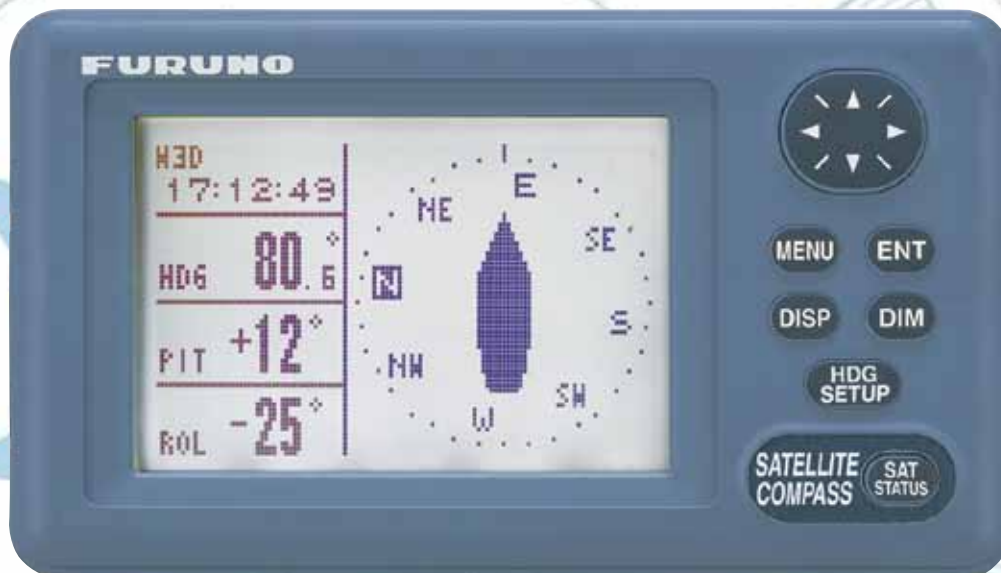 FURUNO
W3D
17:12:49
HDG 80.6°
PIT +12°
ROL -25°
E
NE
SE
N
S
NW
SW
W
MENU
ENT
DISP
DIM
HDG
SETUP
SATELLITE
COMPASS
SAT
STATUS